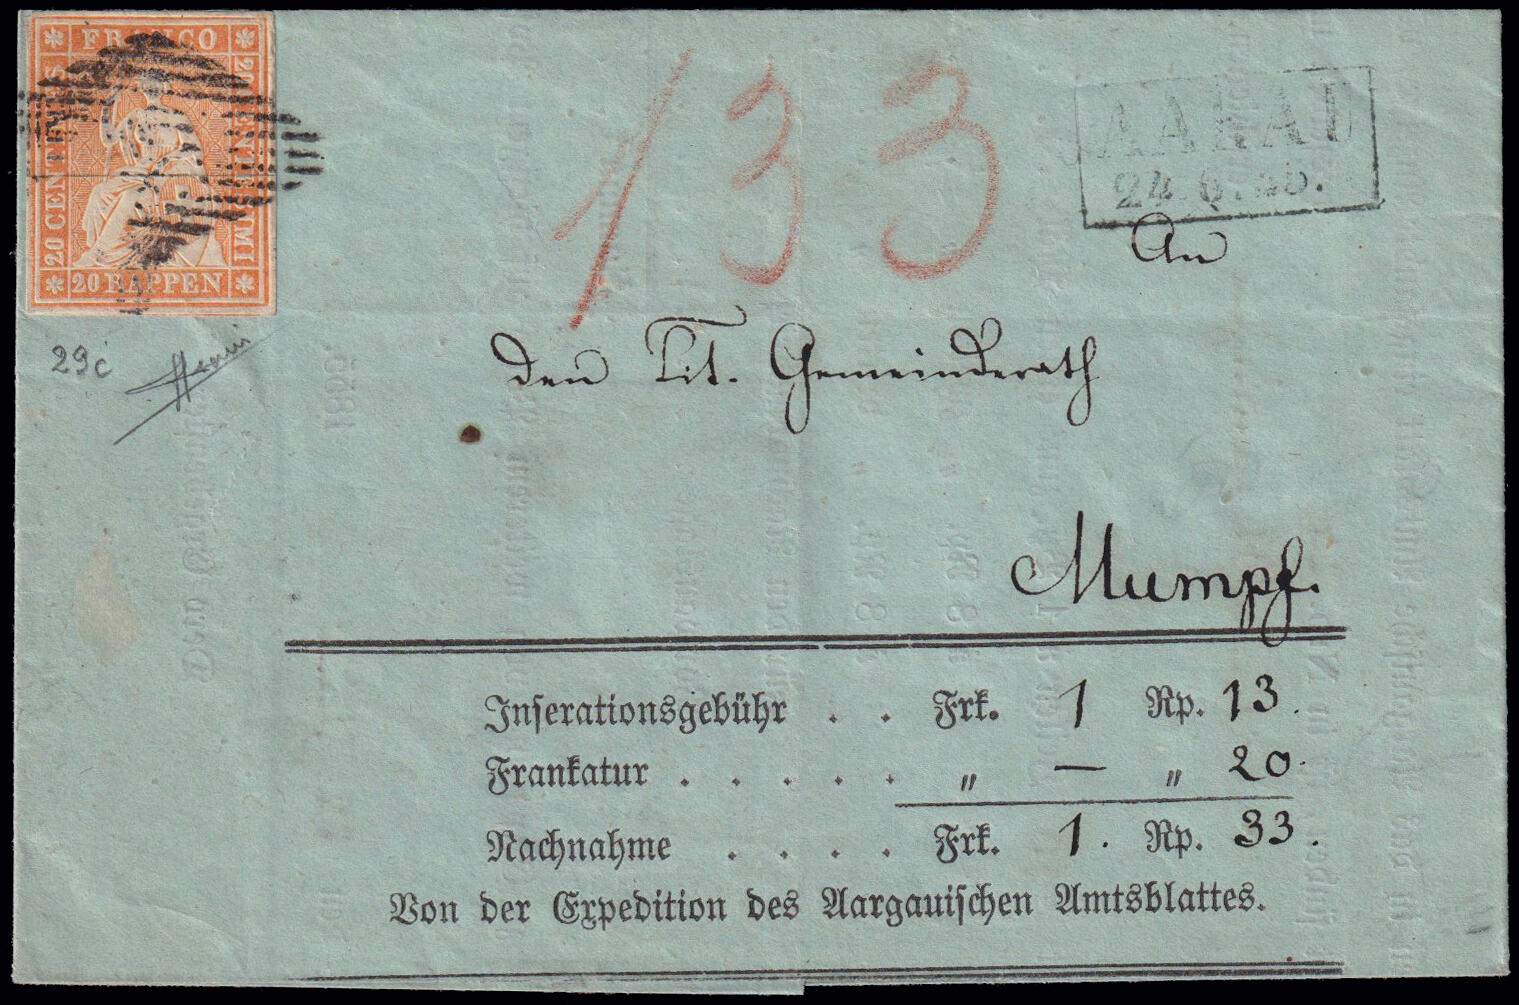 FRANCO
20 CENTIMES
20 CENTESIMI
20 RAPPEN
133
AARAU
An
29c
den Tit. Gemeinderath
Mumpf.
Inserationsgebühr . . Frk. 1 Rp. 13.
Frankatur . . . . . „ — „ 20.
Nachnahme . . . . Frk. 1. Rp. 33.
Von der Expedition des Aargauischen Amtsblattes.